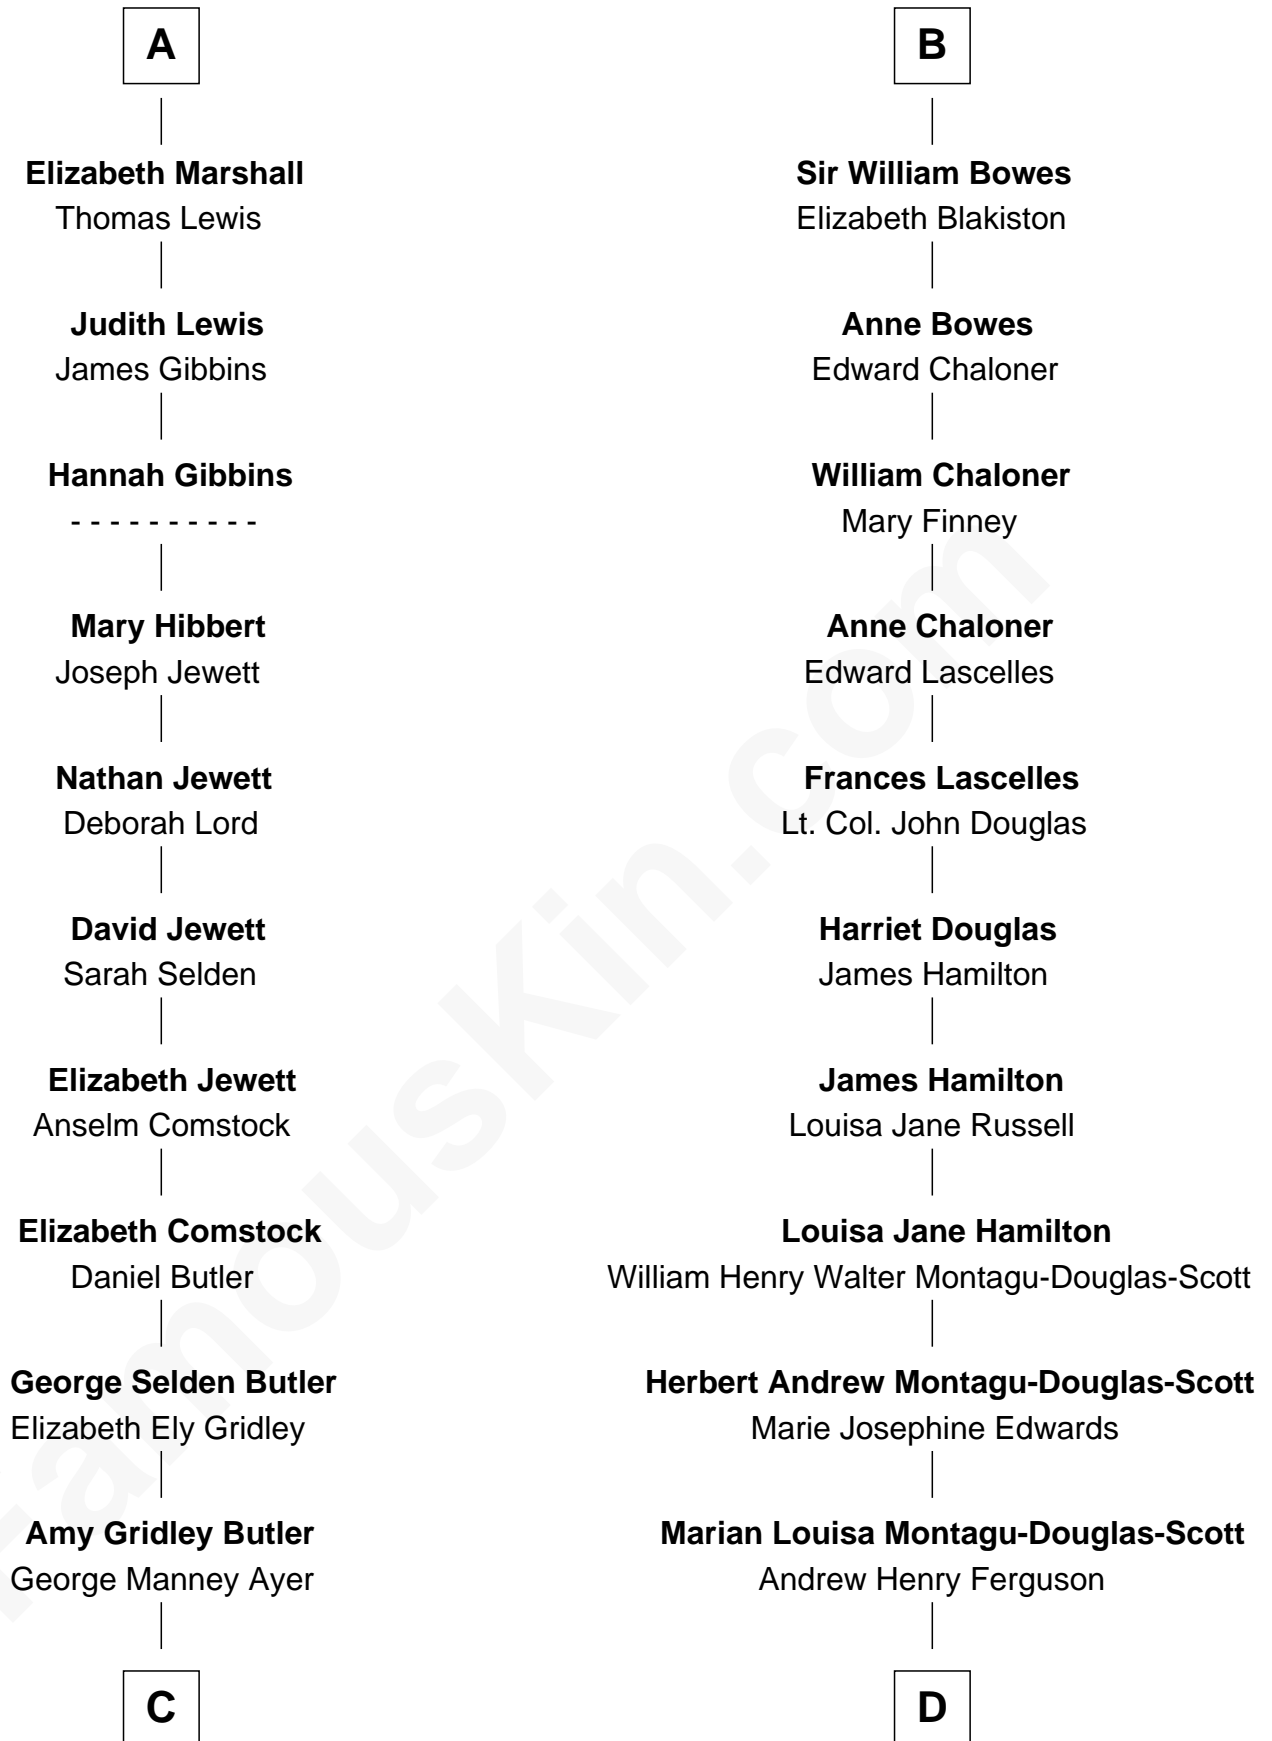 A
Elizabeth Marshall
Thomas Lewis
Judith Lewis
James Gibbins
Hannah Gibbins
- - - - - - - - - -
Mary Hibbert
Joseph Jewett
Nathan Jewett
Deborah Lord
David Jewett
Sarah Selden
Elizabeth Jewett
Anselm Comstock
Elizabeth Comstock
Daniel Butler
George Selden Butler
Elizabeth Ely Gridley
Amy Gridley Butler
George Manney Ayer
C
B
Sir William Bowes
Elizabeth Blakiston
Anne Bowes
Edward Chaloner
William Chaloner
Mary Finney
Anne Chaloner
Edward Lascelles
Frances Lascelles
Lt. Col. John Douglas
Harriet Douglas
James Hamilton
James Hamilton
Louisa Jane Russell
Louisa Jane Hamilton
William Henry Walter Montagu-Douglas-Scott
Herbert Andrew Montagu-Douglas-Scott
Marie Josephine Edwards
Marian Louisa Montagu-Douglas-Scott
Andrew Henry Ferguson
D
FamousKin.com